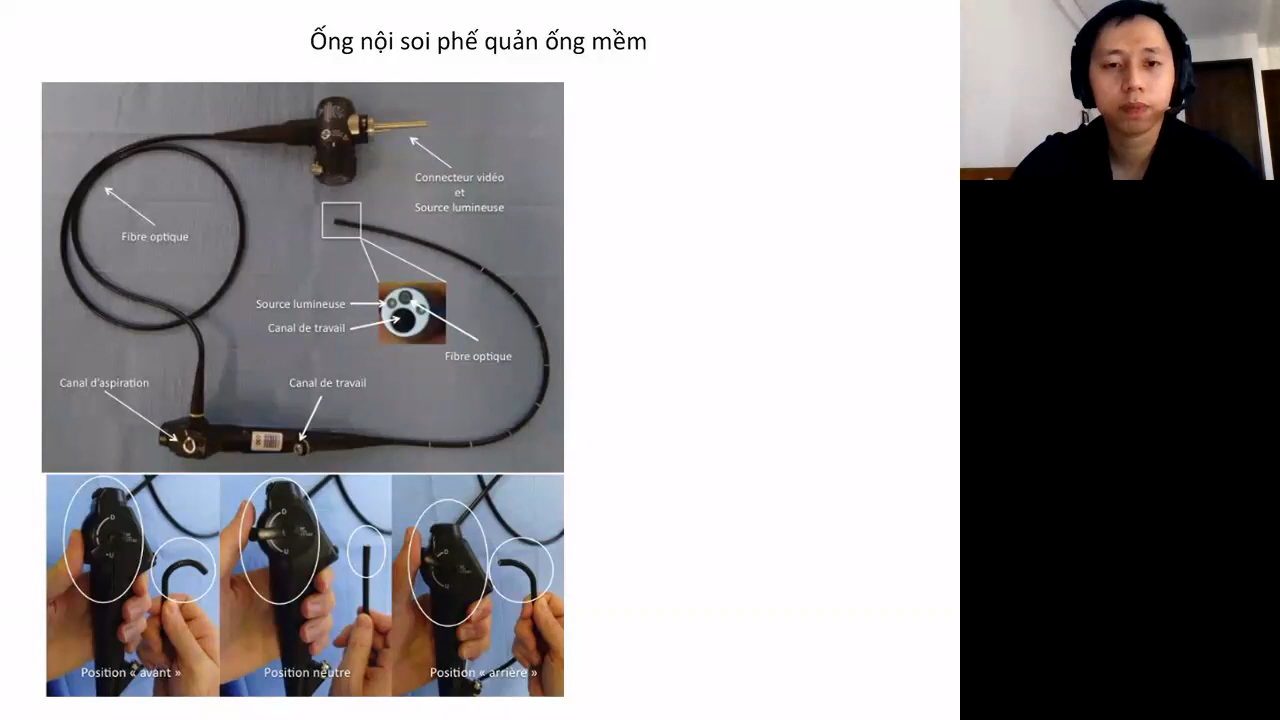 Ống nội soi phế quản ống mềm
Connecteur vidéo
et
Source lumineuse
Fibre optique
Source lumineuse
Canal de travail
Fibre optique
Canal d'aspiration
Canal de travail
D
U
D
U
D
U
Position « avant »
Position neutre
Position « arrière »